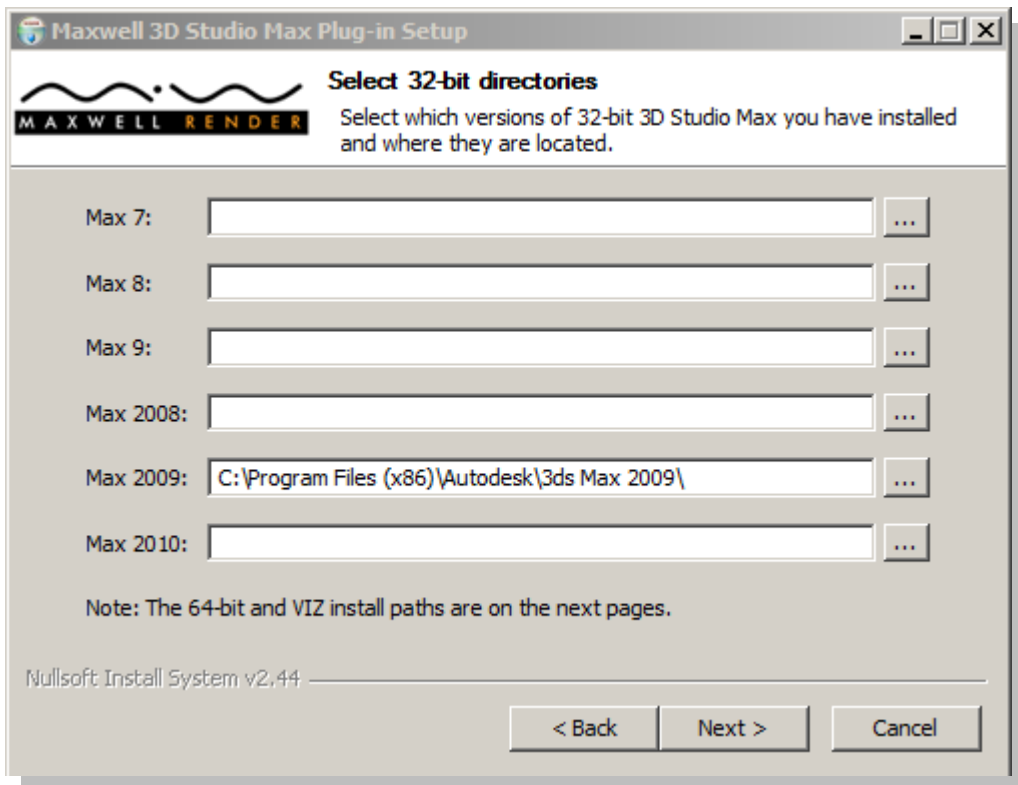 Maxwell 3D Studio Max Plug-in Setup
MAXWELL RENDER
Select 32-bit directories
Select which versions of 32-bit 3D Studio Max you have installed
and where they are located.
Max 7: ...
Max 8: ...
Max 9: ...
Max 2008: ...
Max 2009: C:\Program Files (x86)\Autodesk\3ds Max 2009\ ...
Max 2010: ...
Note: The 64-bit and VIZ install paths are on the next pages.
Nullsoft Install System v2.44
< Back Next > Cancel